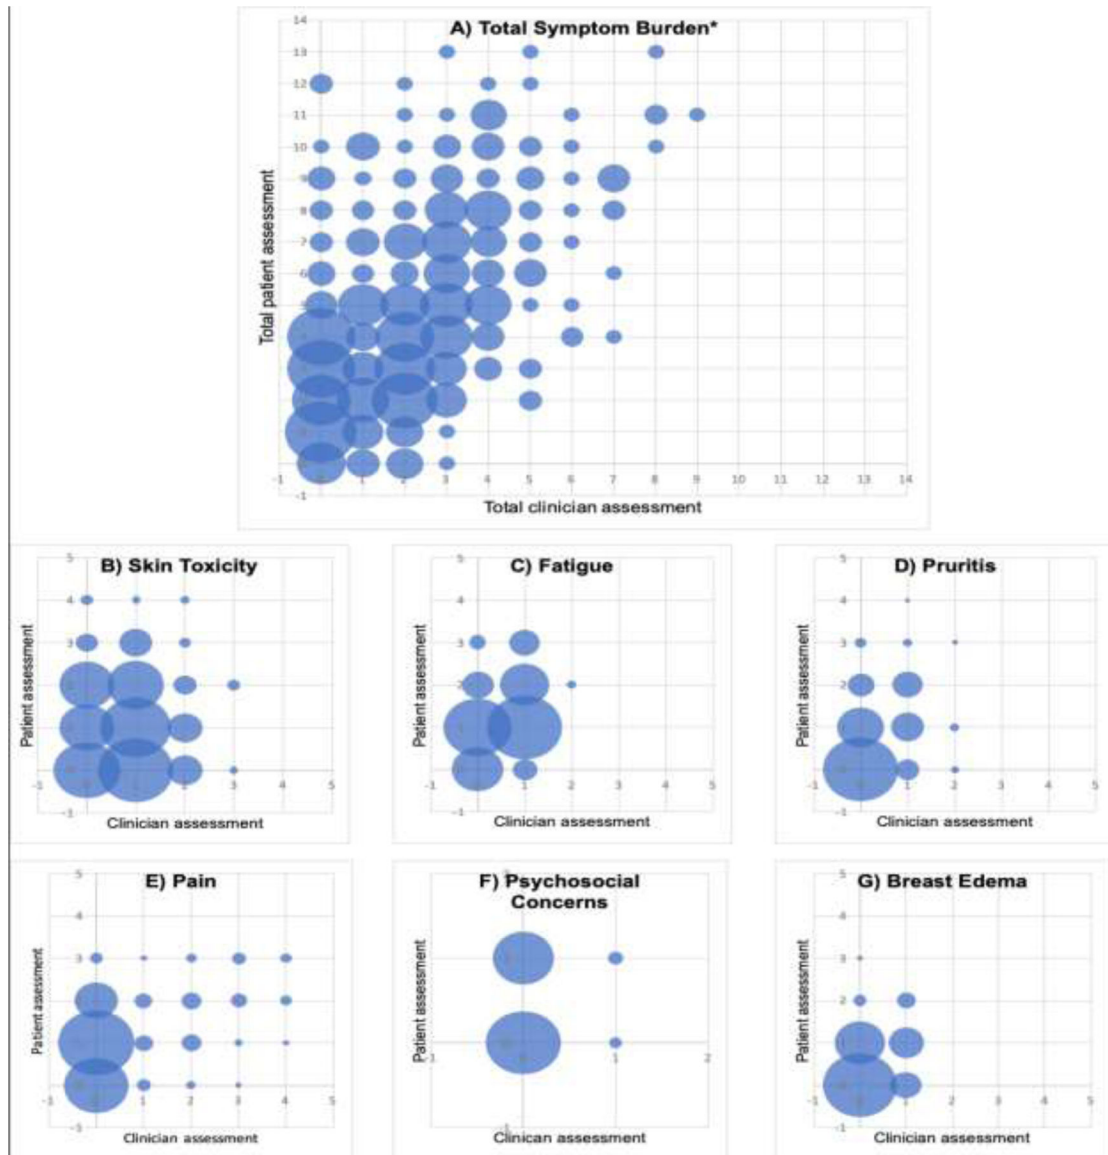 A) Total Symptom Burden*
14
13
12
11
10
9
8
7
6
5
Total patient assessment
-1 1 2 3 4 5 6 7 8 9 10 11 12 13 14
-1
Total clinician assessment
B) Skin Toxicity
5
4
3
2
Patient assessment
-1 1 2 3 4 5
-1
Clinician assessment
C) Fatigue
5
4
3
2
Patient assessment
-1 1 2 3 4 5
-1
Clinician assessment
D) Pruritis
5
4
3
2
Patient assessment
-1 1 2 3 4 5
-1
Clinician assessment
E) Pain
5
4
3
2
Patient assessment
-1 1 2 3 4 5
-1
Clinician assessment
F) Psychosocial
Concerns
Patient assessment
-1 1 2
Clinician assessment
G) Breast Edema
5
4
3
2
Patient assessment
-1 1 2 3 4 5
-1
Clinician assessment